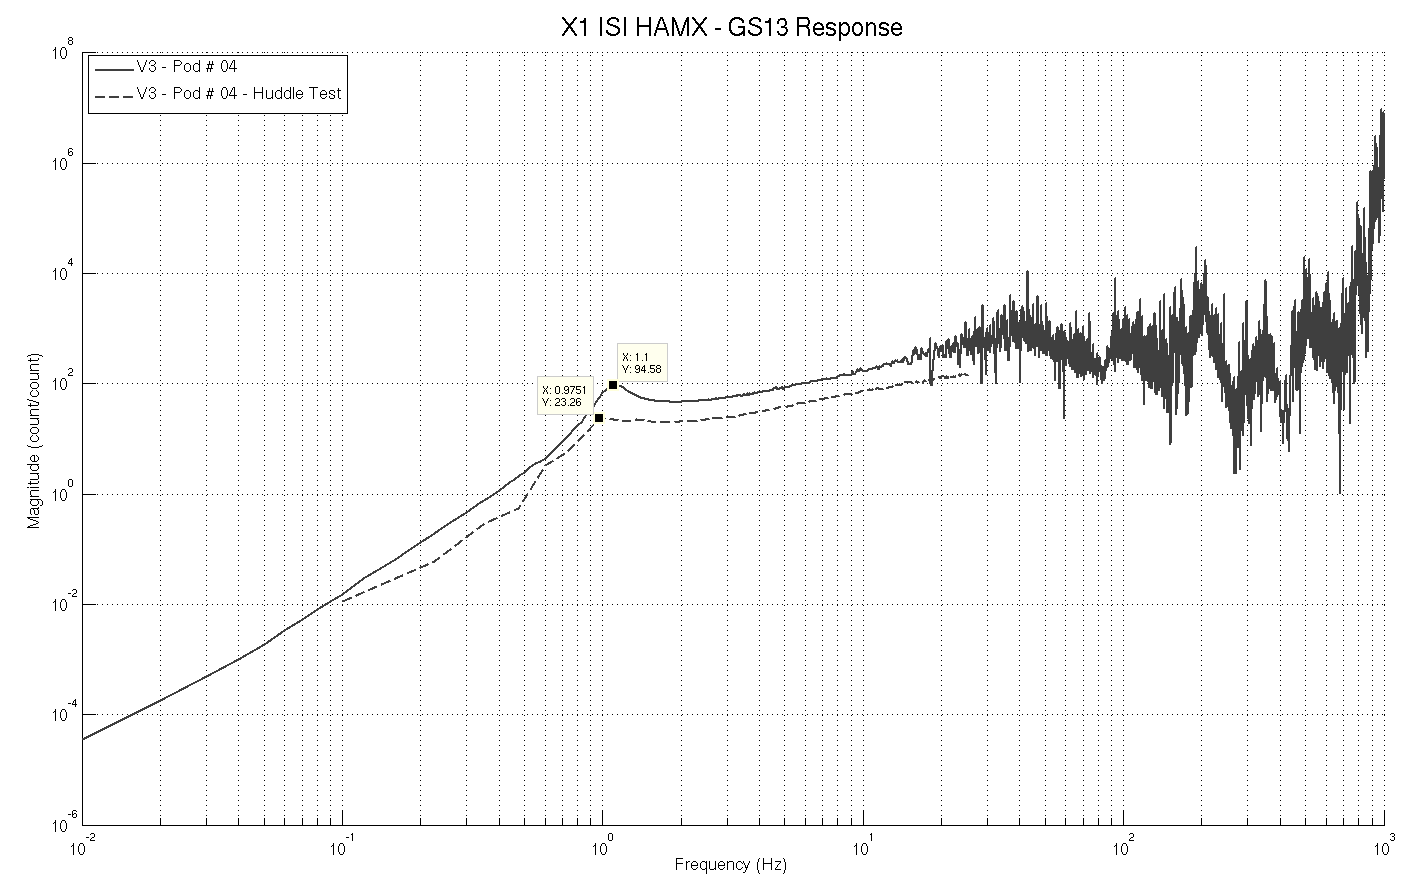 X1 ISI HAMX - GS13 Response
10^8
10^6
10^4
10^2
10^0
10^-2
10^-4
10^-6
Magnitude (count/count)
V3 - Pod # 04
V3 - Pod # 04 - Huddle Test
X: 1.1
Y: 94.58
X: 0.9751
Y: 23.26
10^-2 10^-1 10^0 10^1 10^2 10^3
Frequency (Hz)